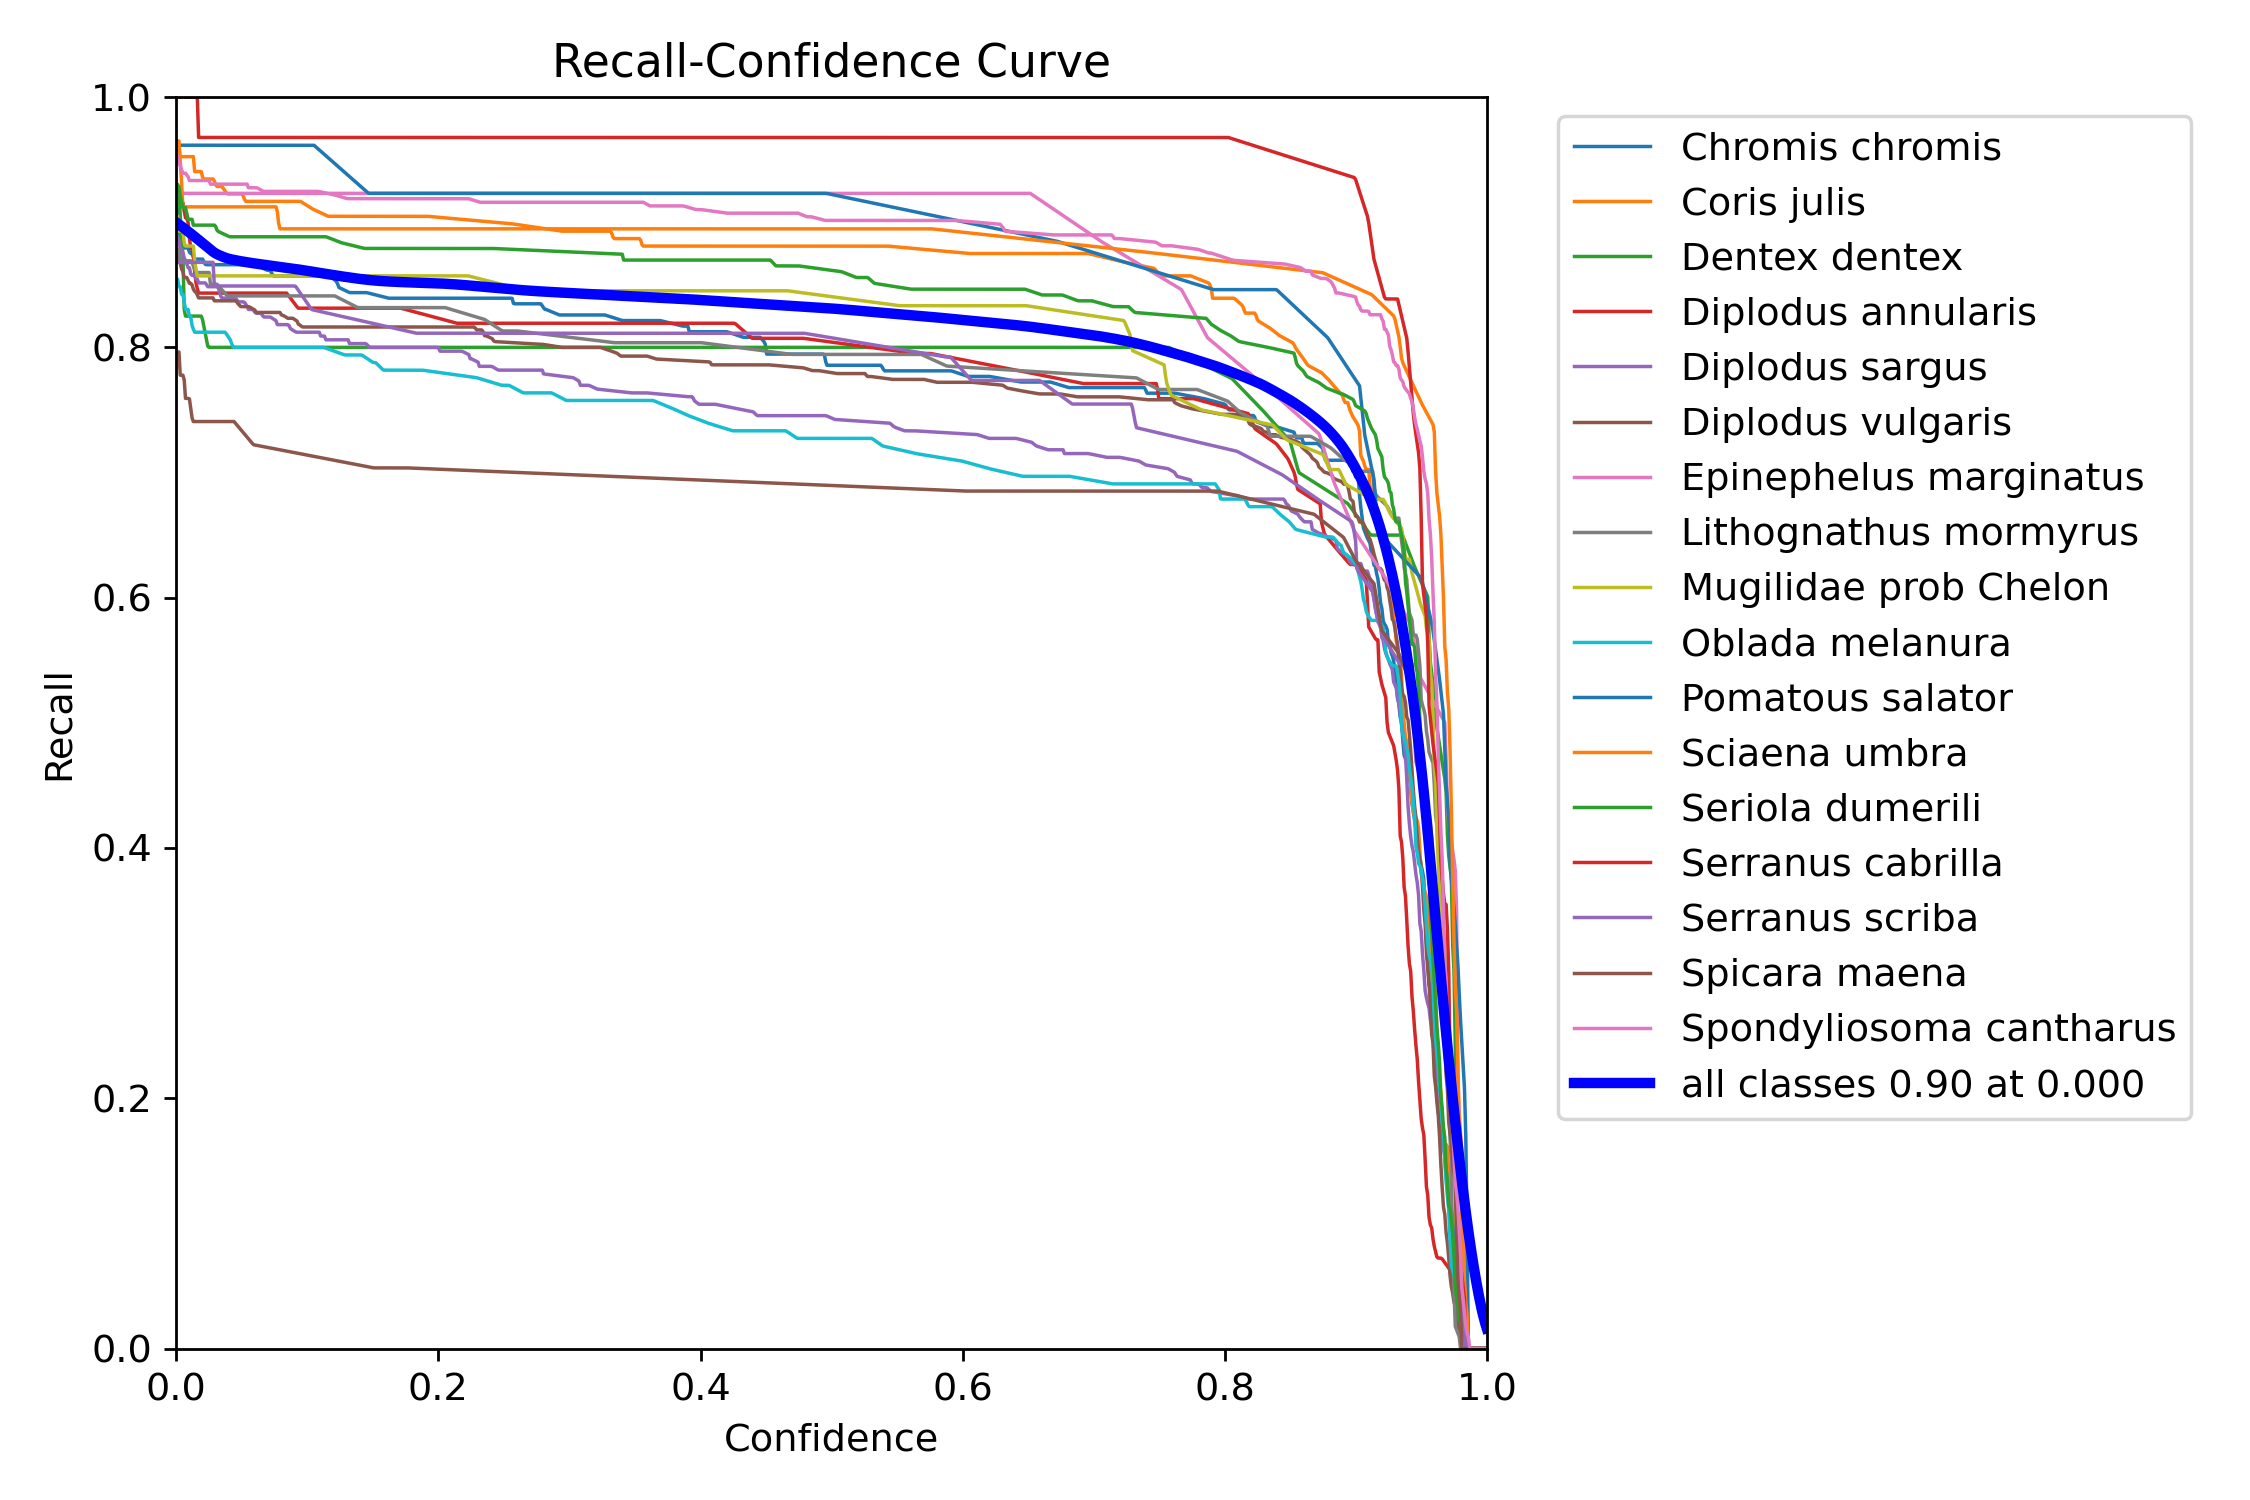 Recall-Confidence Curve
1.0
0.8
0.6
0.4
0.2
0.0
Recall
0.0 0.2 0.4 0.6 0.8 1.0
Confidence
Chromis chromis
Coris julis
Dentex dentex
Diplodus annularis
Diplodus sargus
Diplodus vulgaris
Epinephelus marginatus
Lithognathus mormyrus
Mugilidae prob Chelon
Oblada melanura
Pomatous salator
Sciaena umbra
Seriola dumerili
Serranus cabrilla
Serranus scriba
Spicara maena
Spondyliosoma cantharus
all classes 0.90 at 0.000